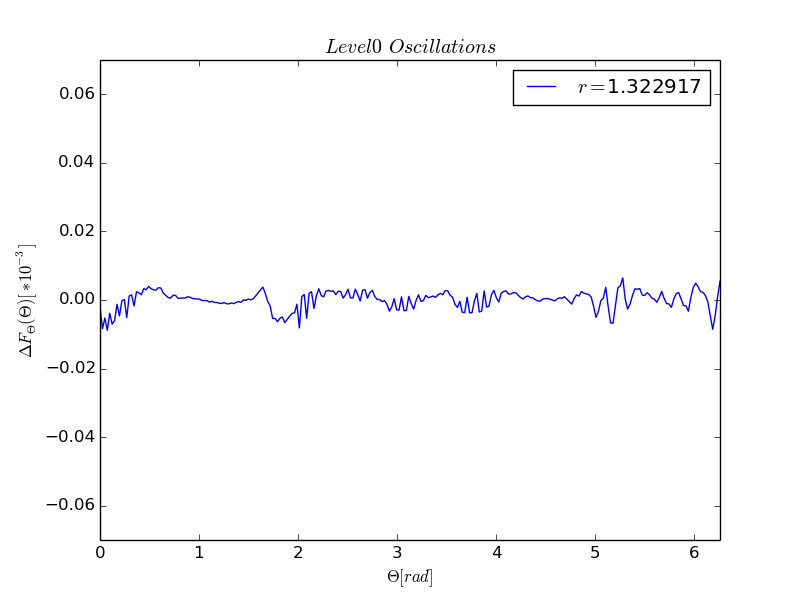 Level0 Oscillations
r=1.322917
0.06
0.04
0.02
0.00
−0.02
−0.04
−0.06
ΔF_Θ(Θ)[∗10^{−3}]
0 1 2 3 4 5 6
Θ[rad]